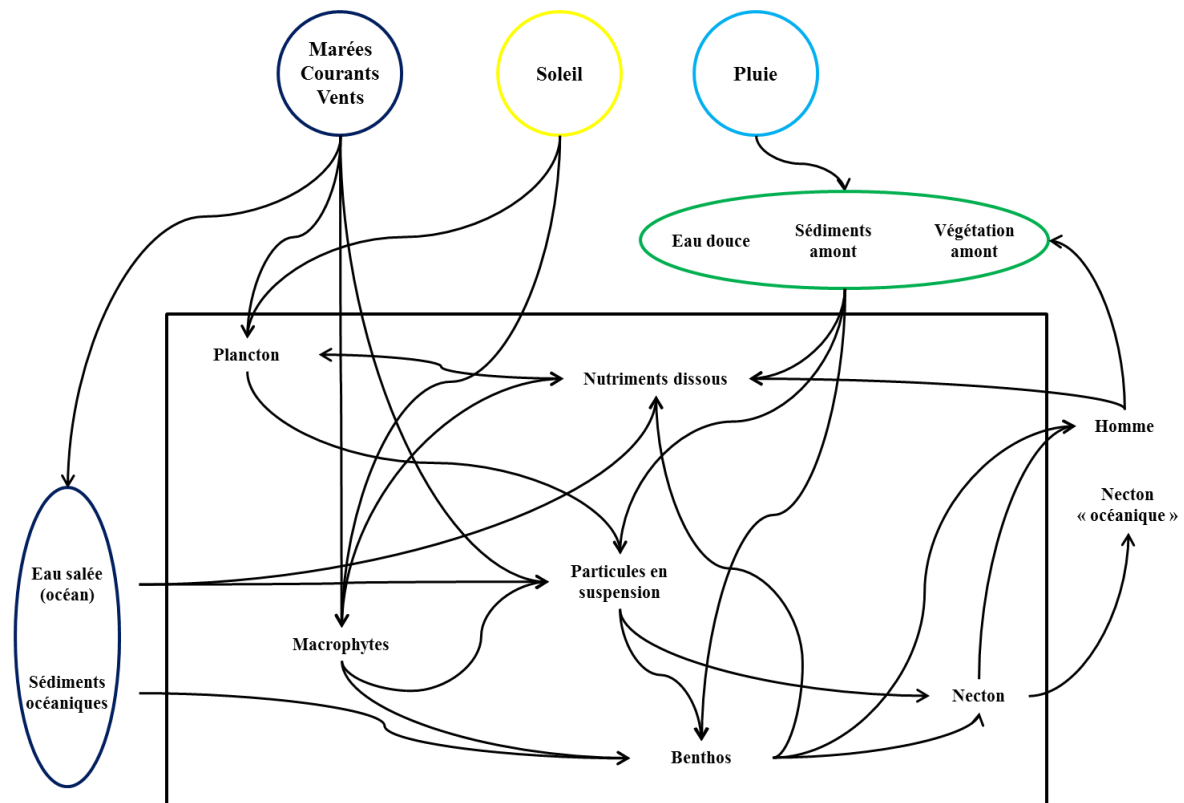 Marées
Courants
Vents
Soleil
Pluie
Eau douce
Sédiments
amont
Végétation
amont
Plancton
Nutriments dissous
Homme
Necton
« océanique »
Eau salée
(océan)
Particules en
suspension
Macrophytes
Sédiments
océaniques
Necton
Benthos